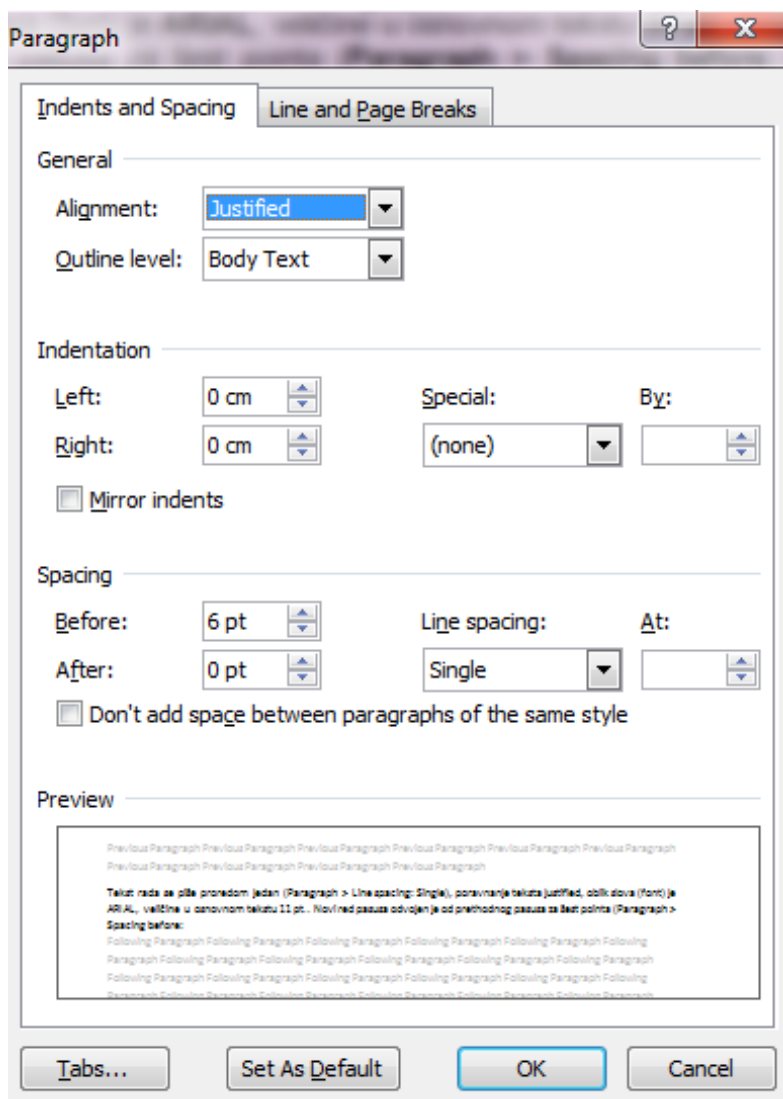 ARIAL,
Paragraph
Indents and Spacing
Line and Page Breaks
General
Alignment: Justified
Outline level: Body Text
Indentation
Left: 0 cm Special: By:
Right: 0 cm (none)
Mirror indents
Spacing
Before: 6 pt Line spacing: At:
After: 0 pt Single
Don't add space between paragraphs of the same style
Preview
Previous Paragraph Previous Paragraph Previous Paragraph Previous Paragraph Previous Paragraph Previous Paragraph
Previous Paragraph Previous Paragraph Previous Paragraph Previous Paragraph
Tekst rada se piše proredom jedan (Paragraph > Line spacing: Single), poravnanje teksta justified, oblik slova (font) je
ARIAL, veličine u osnovnom tekstu 11 pt.. Novi red pasusa odvojen je od prethodnog pasusa za šest pointa (Paragraph >
Spacing before:
Following Paragraph Following Paragraph Following Paragraph Following Paragraph Following Paragraph Following
Paragraph Following Paragraph Following Paragraph Following Paragraph Following Paragraph Following Paragraph
Following Paragraph Following Paragraph Following Paragraph Following Paragraph Following Paragraph Following
Paragraph Following Paragraph Following Paragraph Following Paragraph Following Paragraph Following Paragraph
Tabs... Set As Default OK Cancel